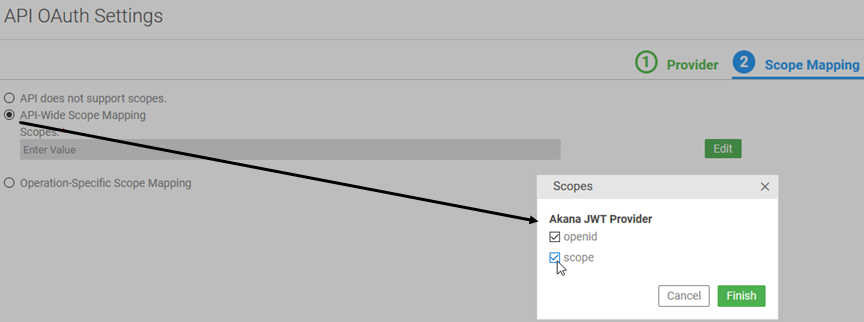 API OAuth Settings
1 Provider 2 Scope Mapping
API does not support scopes.
API-Wide Scope Mapping
Scopes:
Enter Value
Edit
Operation-Specific Scope Mapping
Scopes
Akana JWT Provider
openid
scope
Cancel Finish